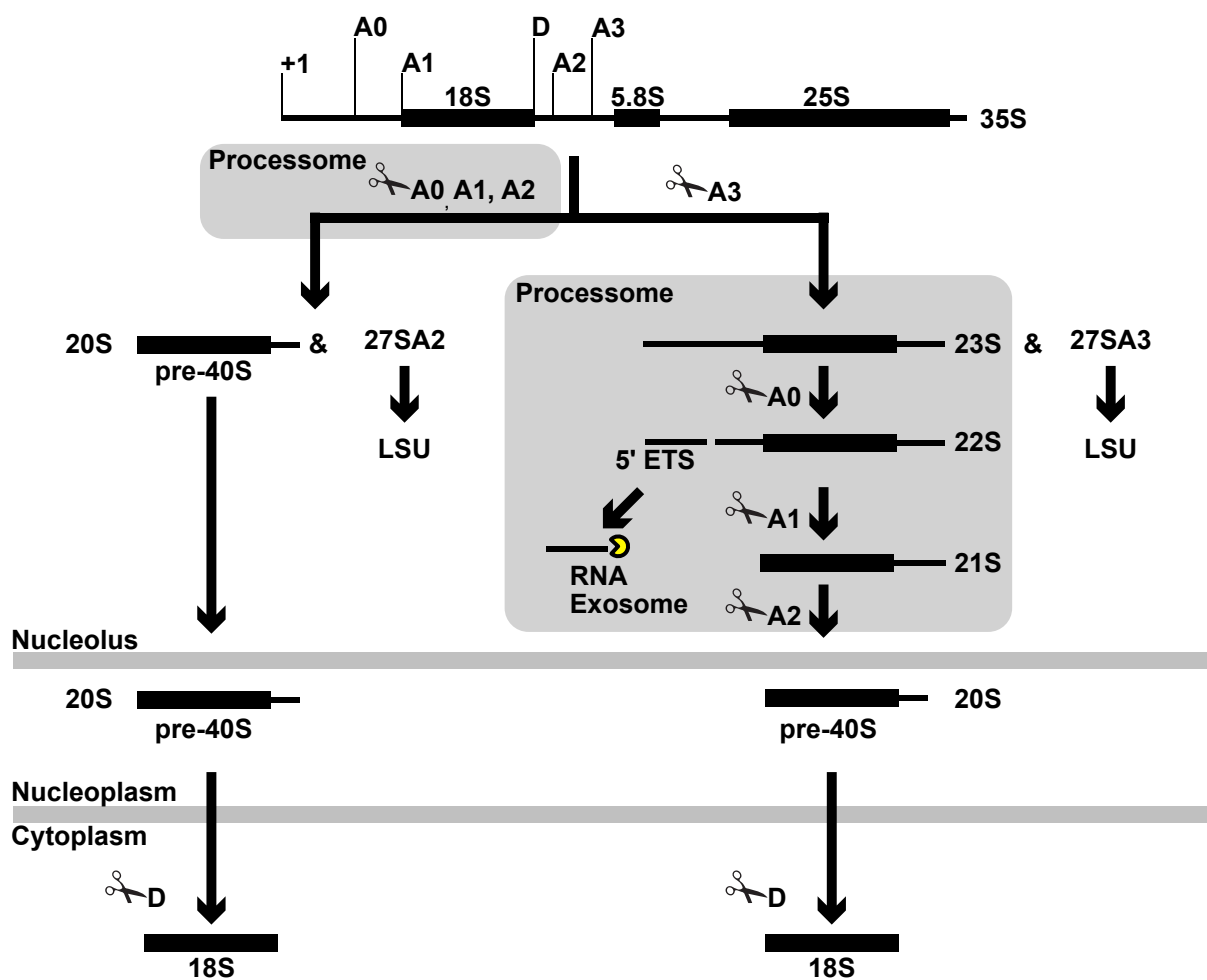 +1 A0 A1 D A2 A3
18S 5.8S 25S 35S
Processome
A0, A1, A2
A3
Processome
20S & 27SA2
pre-40S
LSU
23S & 27SA3
A0
LSU
22S
5' ETS
A1
21S
RNA
Exosome
A2
Nucleolus
20S
pre-40S
20S
pre-40S
Nucleoplasm
Cytoplasm
D
18S
D
18S